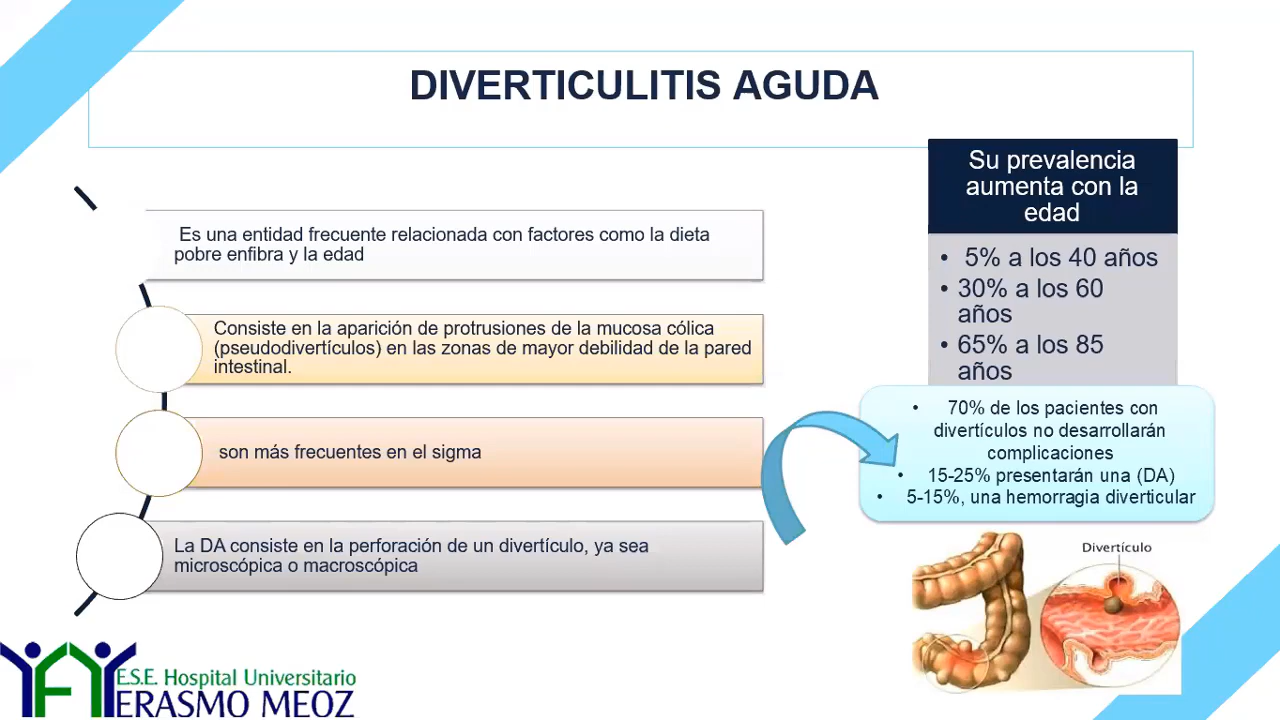 DIVERTICULITIS AGUDA
Es una entidad frecuente relacionada con factores como la dieta
pobre enfibra y la edad
Consiste en la aparición de protrusiones de la mucosa cólica
(pseudodivertículos) en las zonas de mayor debilidad de la pared
intestinal.
son más frecuentes en el sigma
La DA consiste en la perforación de un divertículo, ya sea
microscópica o macroscópica
Su prevalencia
aumenta con la
edad
• 5% a los 40 años
• 30% a los 60
años
• 65% a los 85
años
• 70% de los pacientes con
divertículos no desarrollarán
complicaciones
• 15-25% presentarán una (DA)
• 5-15%, una hemorragia diverticular
Divertículo
E.S.E. Hospital Universitario
ERASMO MEOZ